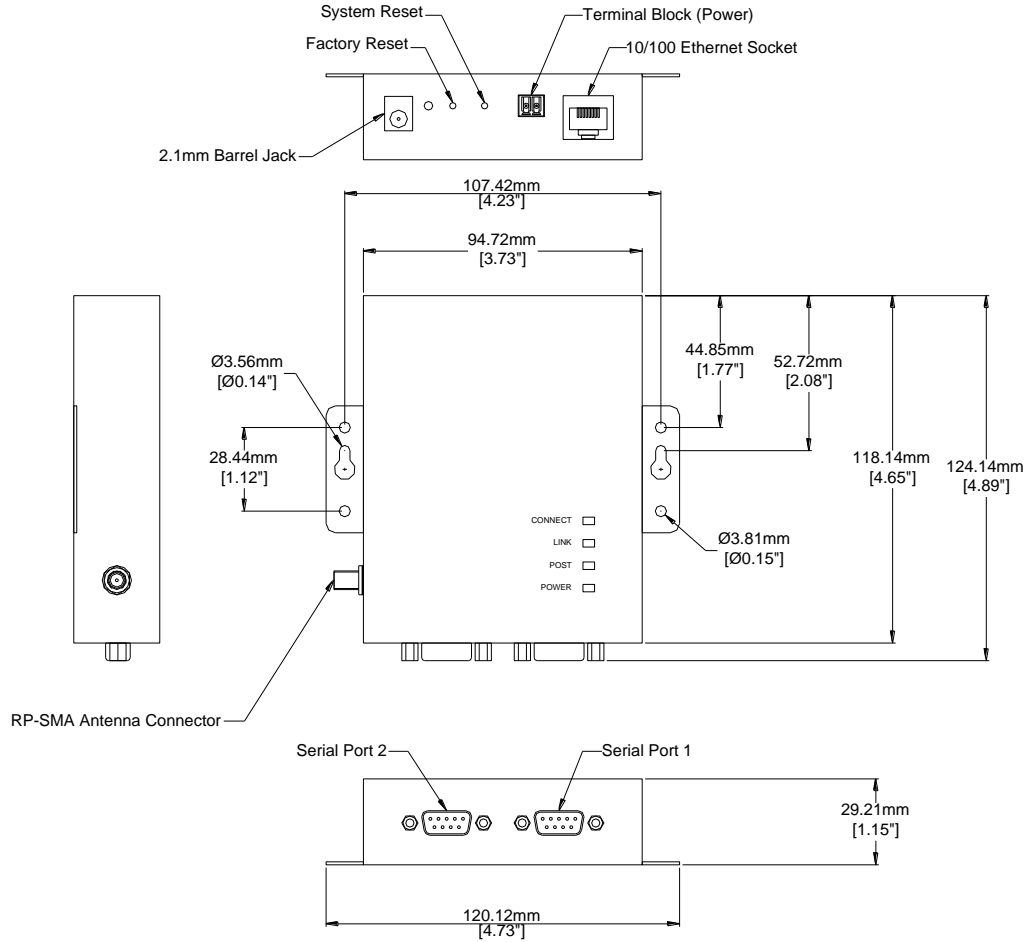 System Reset
Terminal Block (Power)
Factory Reset
10/100 Ethernet Socket
2.1mm Barrel Jack
107.42mm
[4.23"]
94.72mm
[3.73"]
Ø3.56mm
[Ø0.14"]
44.85mm
[1.77"]
52.72mm
[2.08"]
28.44mm
[1.12"]
118.14mm
[4.65"]
124.14mm
[4.89"]
CONNECT
LINK
POST
POWER
Ø3.81mm
[Ø0.15"]
RP-SMA Antenna Connector
Serial Port 2
Serial Port 1
29.21mm
[1.15"]
120.12mm
[4.73"]